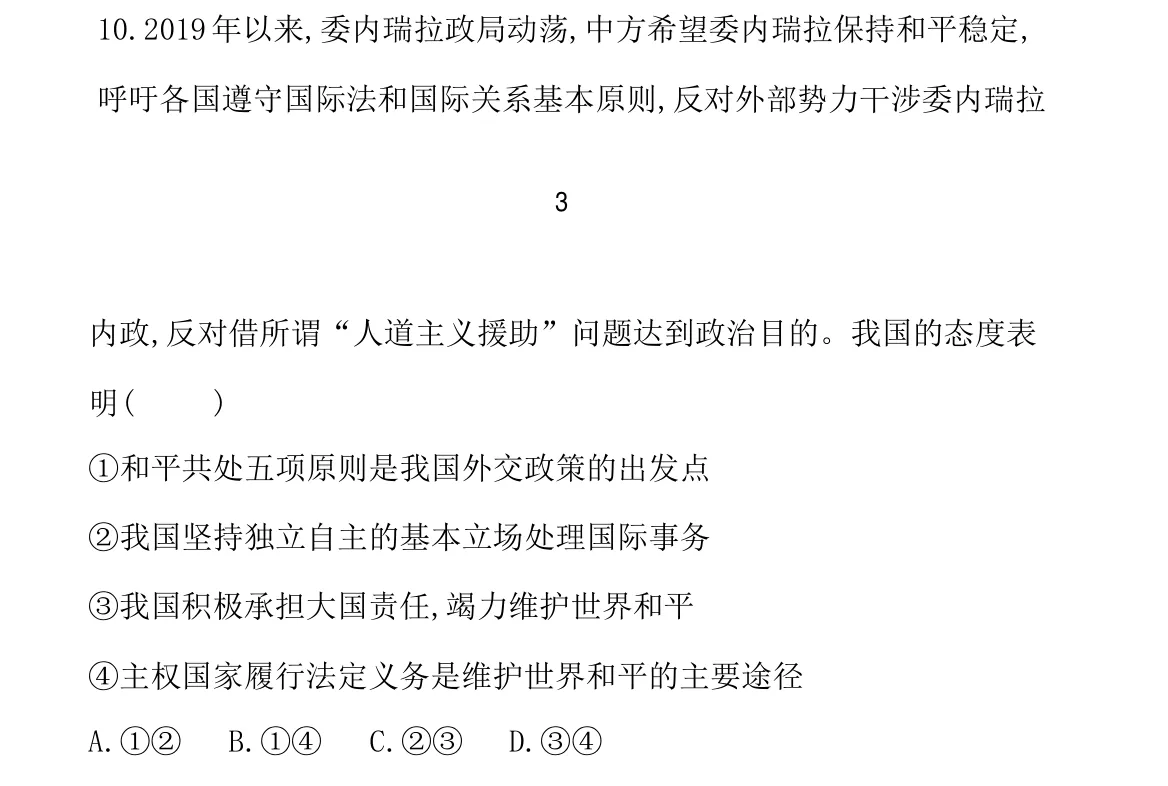 10.2019年以来,委内瑞拉政局动荡,中方希望委内瑞拉保持和平稳定,
呼吁各国遵守国际法和国际关系基本原则,反对外部势力干涉委内瑞拉
3
内政,反对借所谓“人道主义援助”问题达到政治目的。我国的态度表
明(　　)
①和平共处五项原则是我国外交政策的出发点
②我国坚持独立自主的基本立场处理国际事务
③我国积极承担大国责任,竭力维护世界和平
④主权国家履行法定义务是维护世界和平的主要途径
A.①②　B.①④　C.②③　D.③④